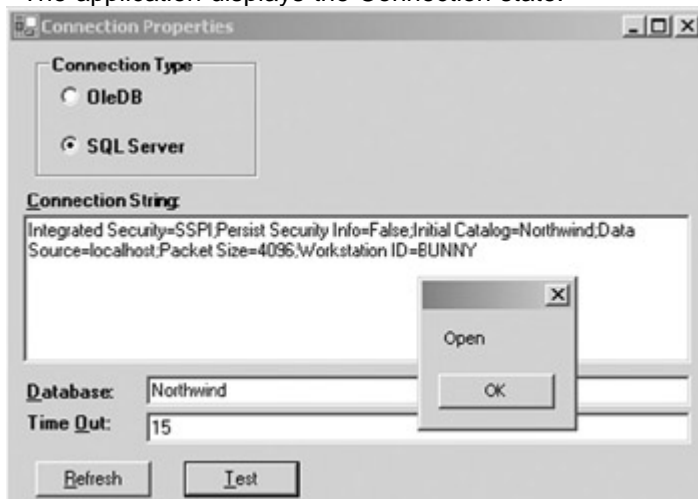 The application displays the Connection state.
Connection Properties
Connection Type
OleDB
SQL Server
Connection String:
Integrated Security=SSPI;Persist Security Info=False;Initial Catalog=Northwind;Data
Source=localhost;Packet Size=4096;Workstation ID=BUNNY
Open
OK
Database:
Northwind
Time Out:
15
Refresh
Test